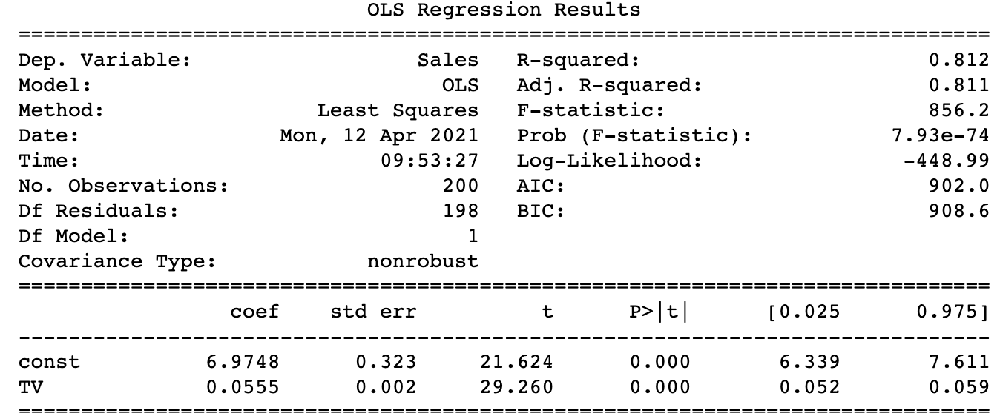 OLS Regression Results
==============================================================================
Dep. Variable:                  Sales   R-squared:                       0.812
Model:                            OLS   Adj. R-squared:                  0.811
Method:                 Least Squares   F-statistic:                     856.2
Date:                Mon, 12 Apr 2021   Prob (F-statistic):           7.93e-74
Time:                        09:53:27   Log-Likelihood:                -448.99
No. Observations:                 200   AIC:                             902.0
Df Residuals:                     198   BIC:                             908.6
Df Model:                           1
Covariance Type:            nonrobust
==============================================================================
                 coef    std err          t      P>|t|      [0.025      0.975]
------------------------------------------------------------------------------
const          6.9748      0.323     21.624      0.000       6.339       7.611
TV             0.0555      0.002     29.260      0.000       0.052       0.059
==============================================================================